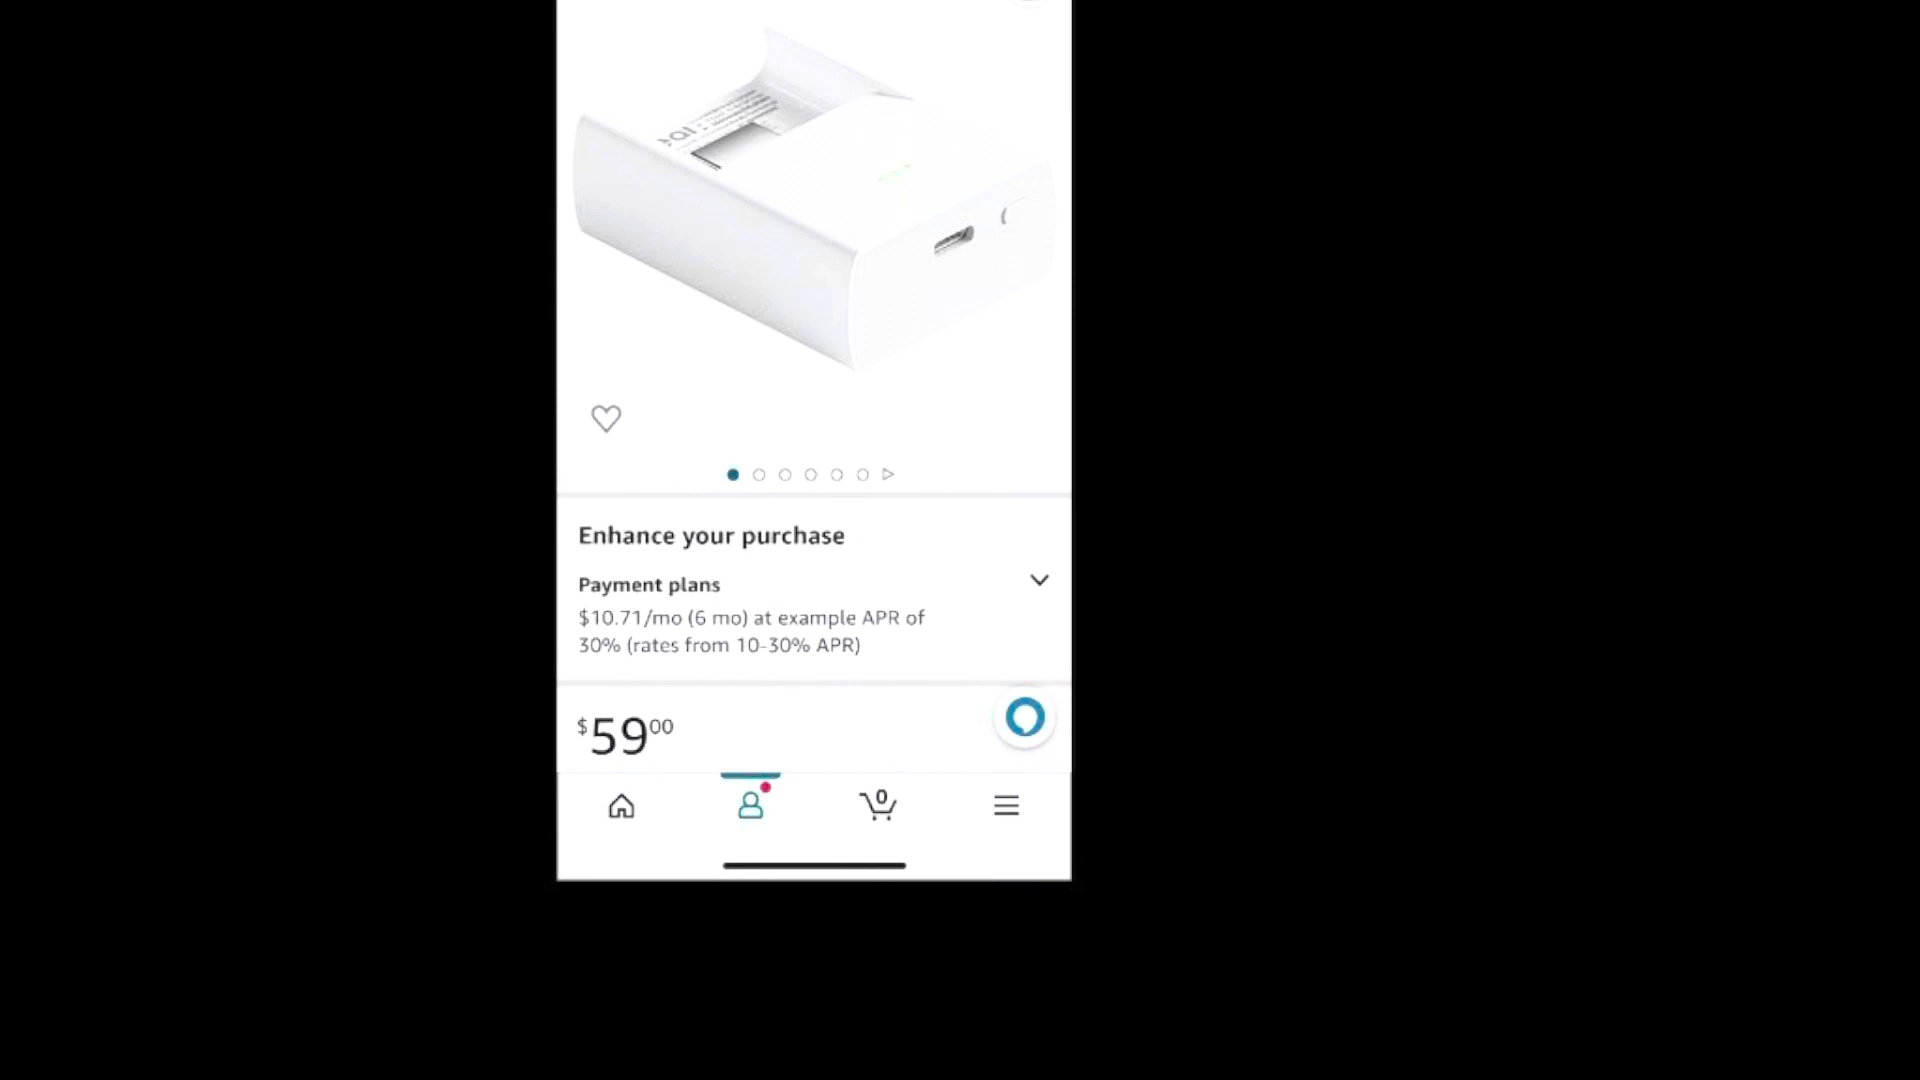 Enhance your purchase
Payment plans
$10.71/mo (6 mo) at example APR of
30% (rates from 10-30% APR)
$5900
0